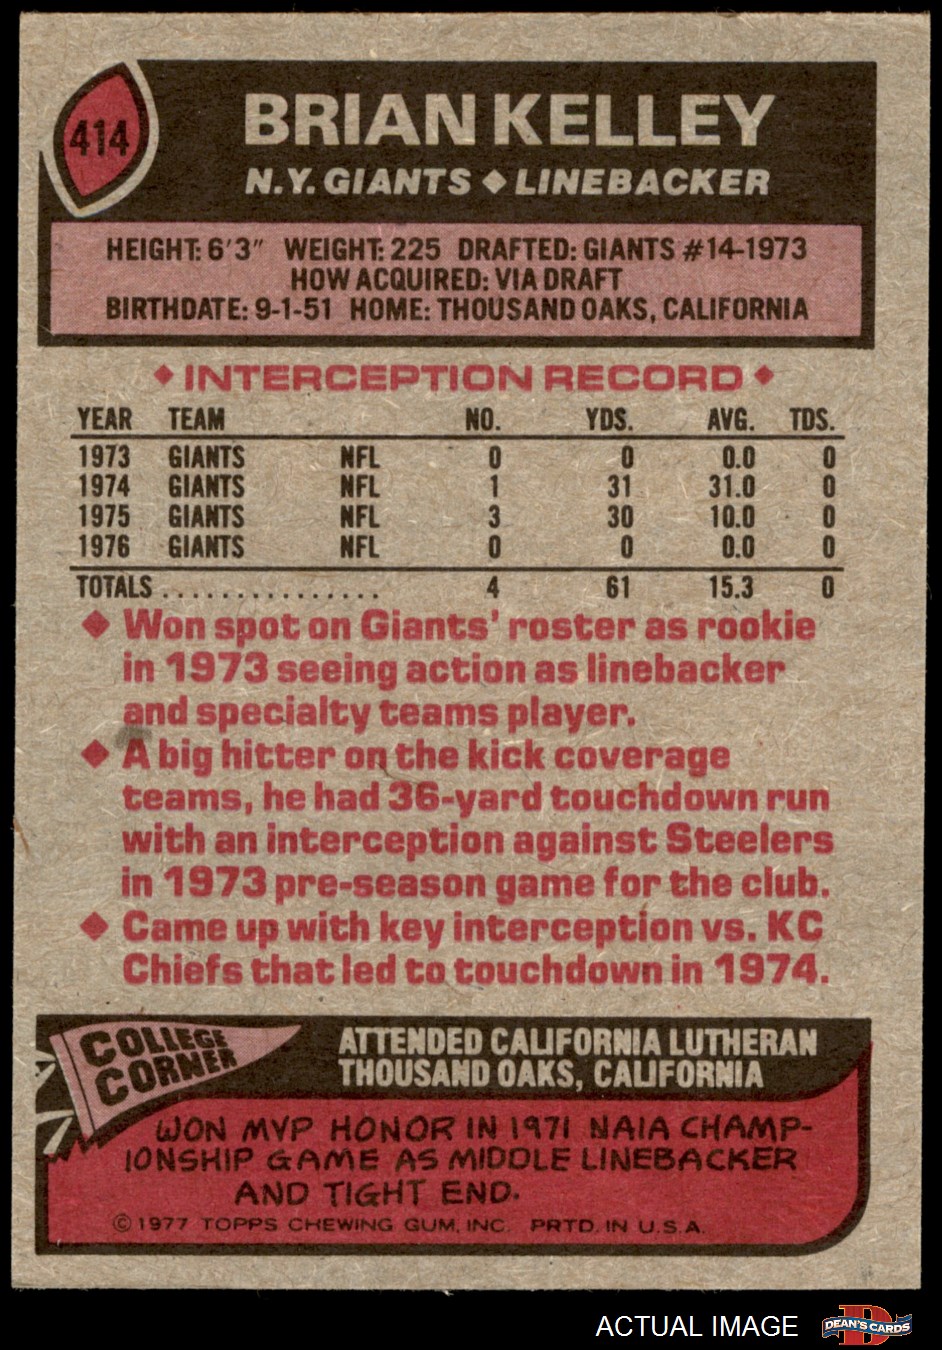 414
BRIAN KELLEY
N.Y. GIANTS ◆ LINEBACKER
HEIGHT: 6'3" WEIGHT: 225 DRAFTED: GIANTS #14-1973
HOW ACQUIRED: VIA DRAFT
BIRTHDATE: 9-1-51 HOME: THOUSAND OAKS, CALIFORNIA
◆ INTERCEPTION RECORD ◆
YEAR TEAM NO. YDS. AVG. TDS.
1973 GIANTS NFL 0 0 0.0 0
1974 GIANTS NFL 1 31 31.0 0
1975 GIANTS NFL 3 30 10.0 0
1976 GIANTS NFL 0 0 0.0 0
TOTALS ............... 4 61 15.3 0
◆ Won spot on Giants' roster as rookie
in 1973 seeing action as linebacker
and specialty teams player.
◆ A big hitter on the kick coverage
teams, he had 36-yard touchdown run
with an interception against Steelers
in 1973 pre-season game for the club.
◆ Came up with key interception vs. KC
Chiefs that led to touchdown in 1974.
COLLEGE
CORNER
ATTENDED CALIFORNIA LUTHERAN
THOUSAND OAKS, CALIFORNIA
WON MVP HONOR IN 1971 NAIA CHAMP-
IONSHIP GAME AS MIDDLE LINEBACKER
AND TIGHT END.
© 1977 TOPPS CHEWING GUM, INC. PRTD. IN U.S.A.
ACTUAL IMAGE
D
DEAN'S CARDS